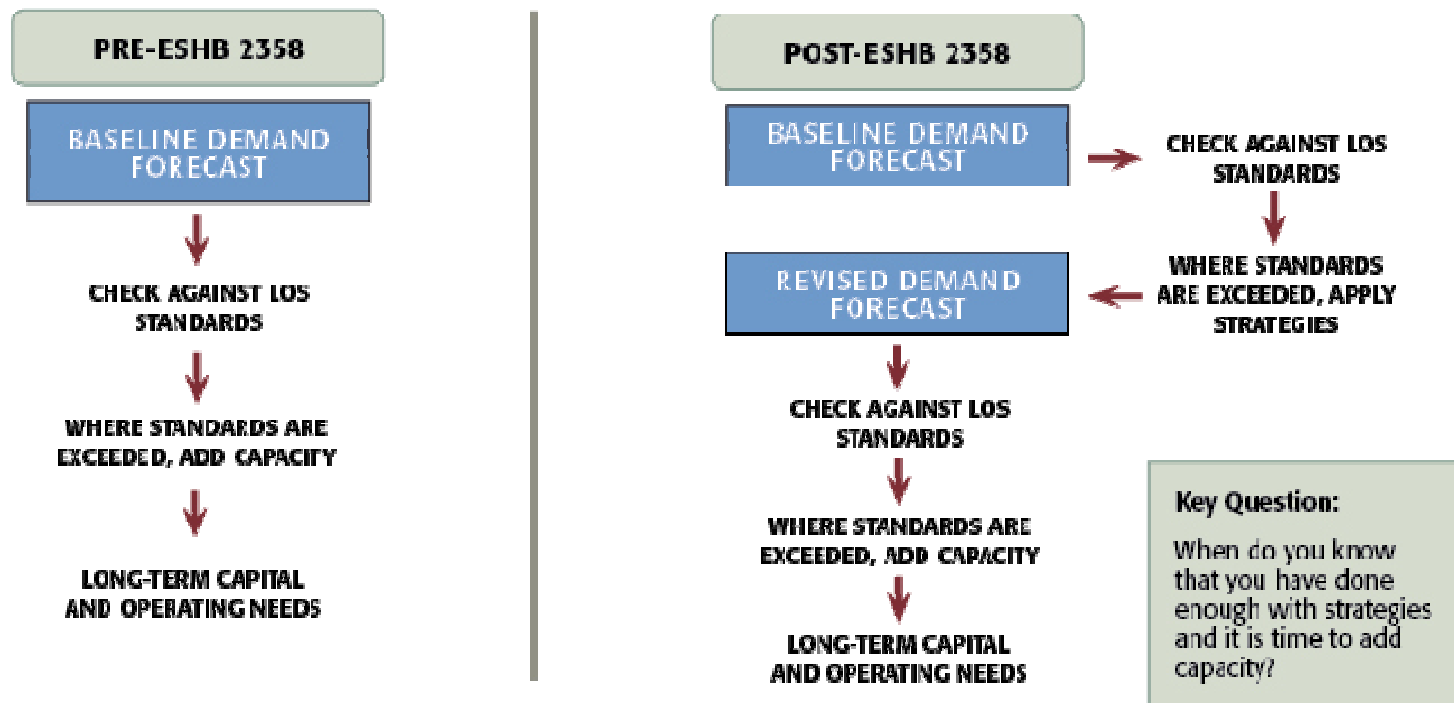 PRE-ESHB 2358
BASELINE DEMAND
FORECAST
CHECK AGAINST LOS
STANDARDS
WHERE STANDARDS ARE
EXCEEDED, ADD CAPACITY
LONG-TERM CAPITAL
AND OPERATING NEEDS
POST-ESHB 2358
BASELINE DEMAND
FORECAST
CHECK AGAINST LOS
STANDARDS
WHERE STANDARDS
ARE EXCEEDED, APPLY
STRATEGIES
REVISED DEMAND
FORECAST
CHECK AGAINST LOS
STANDARDS
WHERE STANDARDS ARE
EXCEEDED, ADD CAPACITY
LONG-TERM CAPITAL
AND OPERATING NEEDS
Key Question:
When do you know
that you have done
enough with strategies
and it is time to add
capacity?